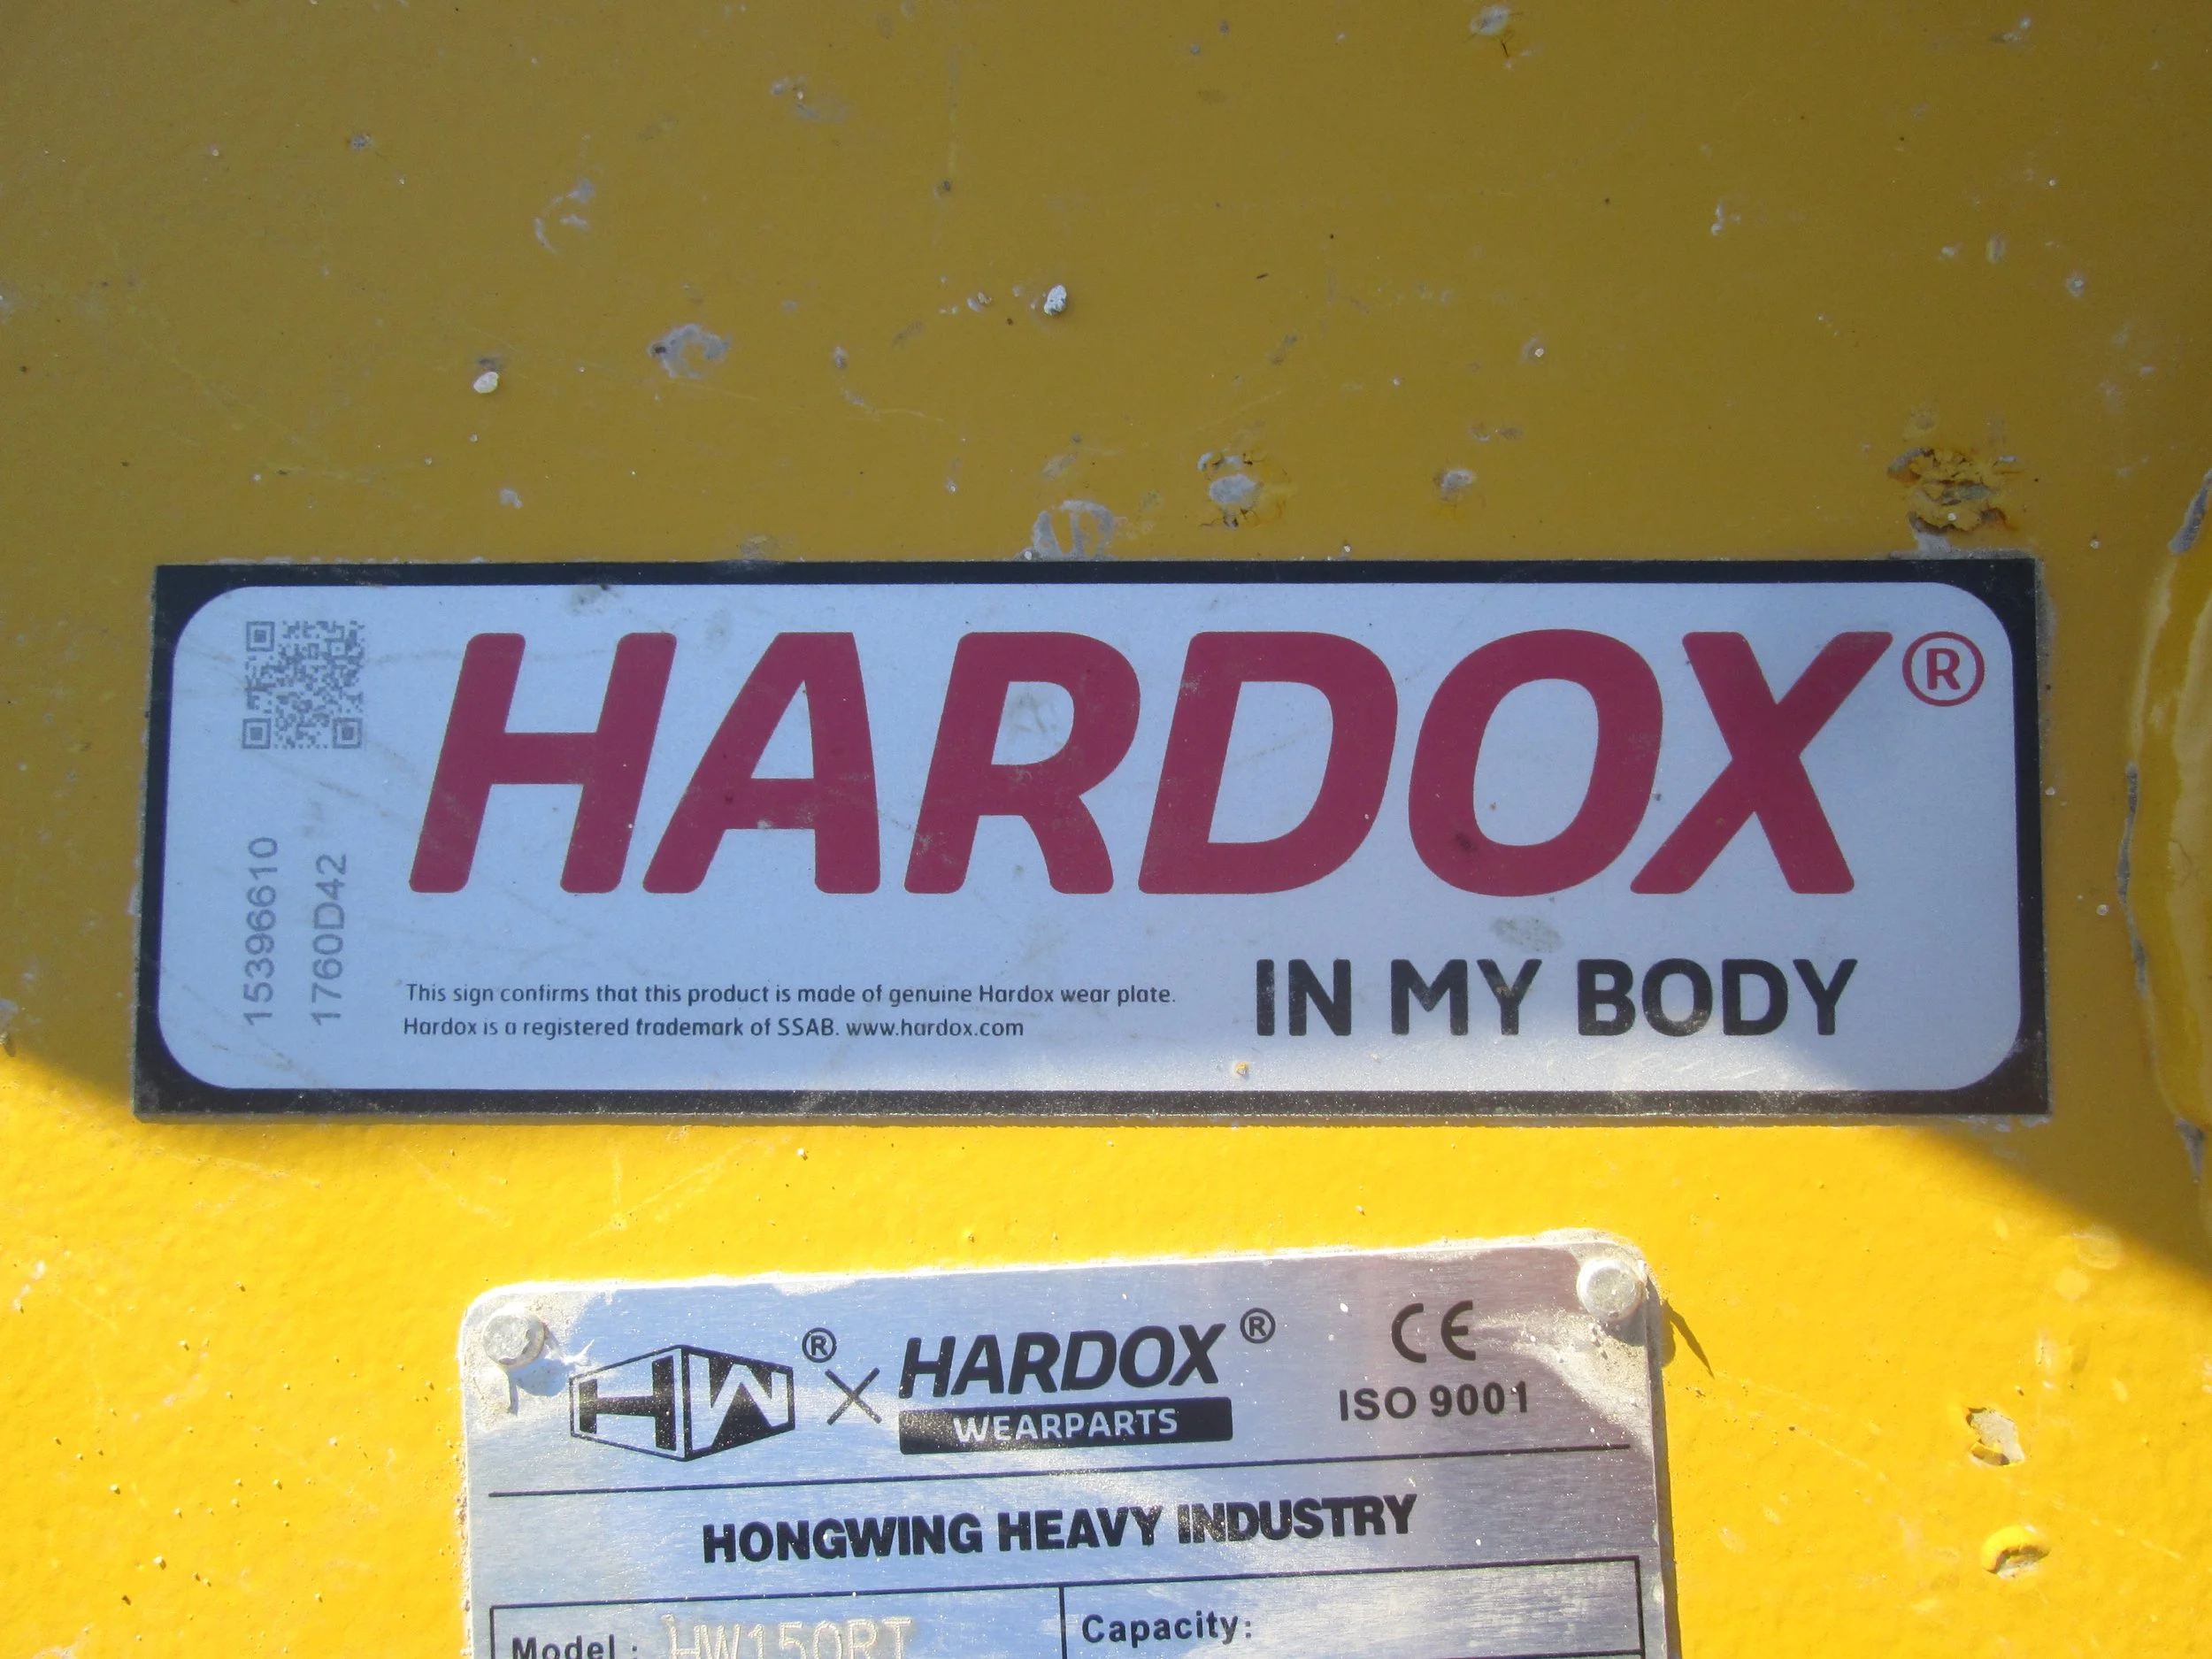 HARDOX®
15396610
1760D42
This sign confirms that this product is made of genuine Hardox wear plate.
Hardox is a registered trademark of SSAB. www.hardox.com
IN MY BODY
HW® × HARDOX®
WEARPARTS
CE
ISO 9001
HONGWING HEAVY INDUSTRY
Model: HW150RT
Capacity: